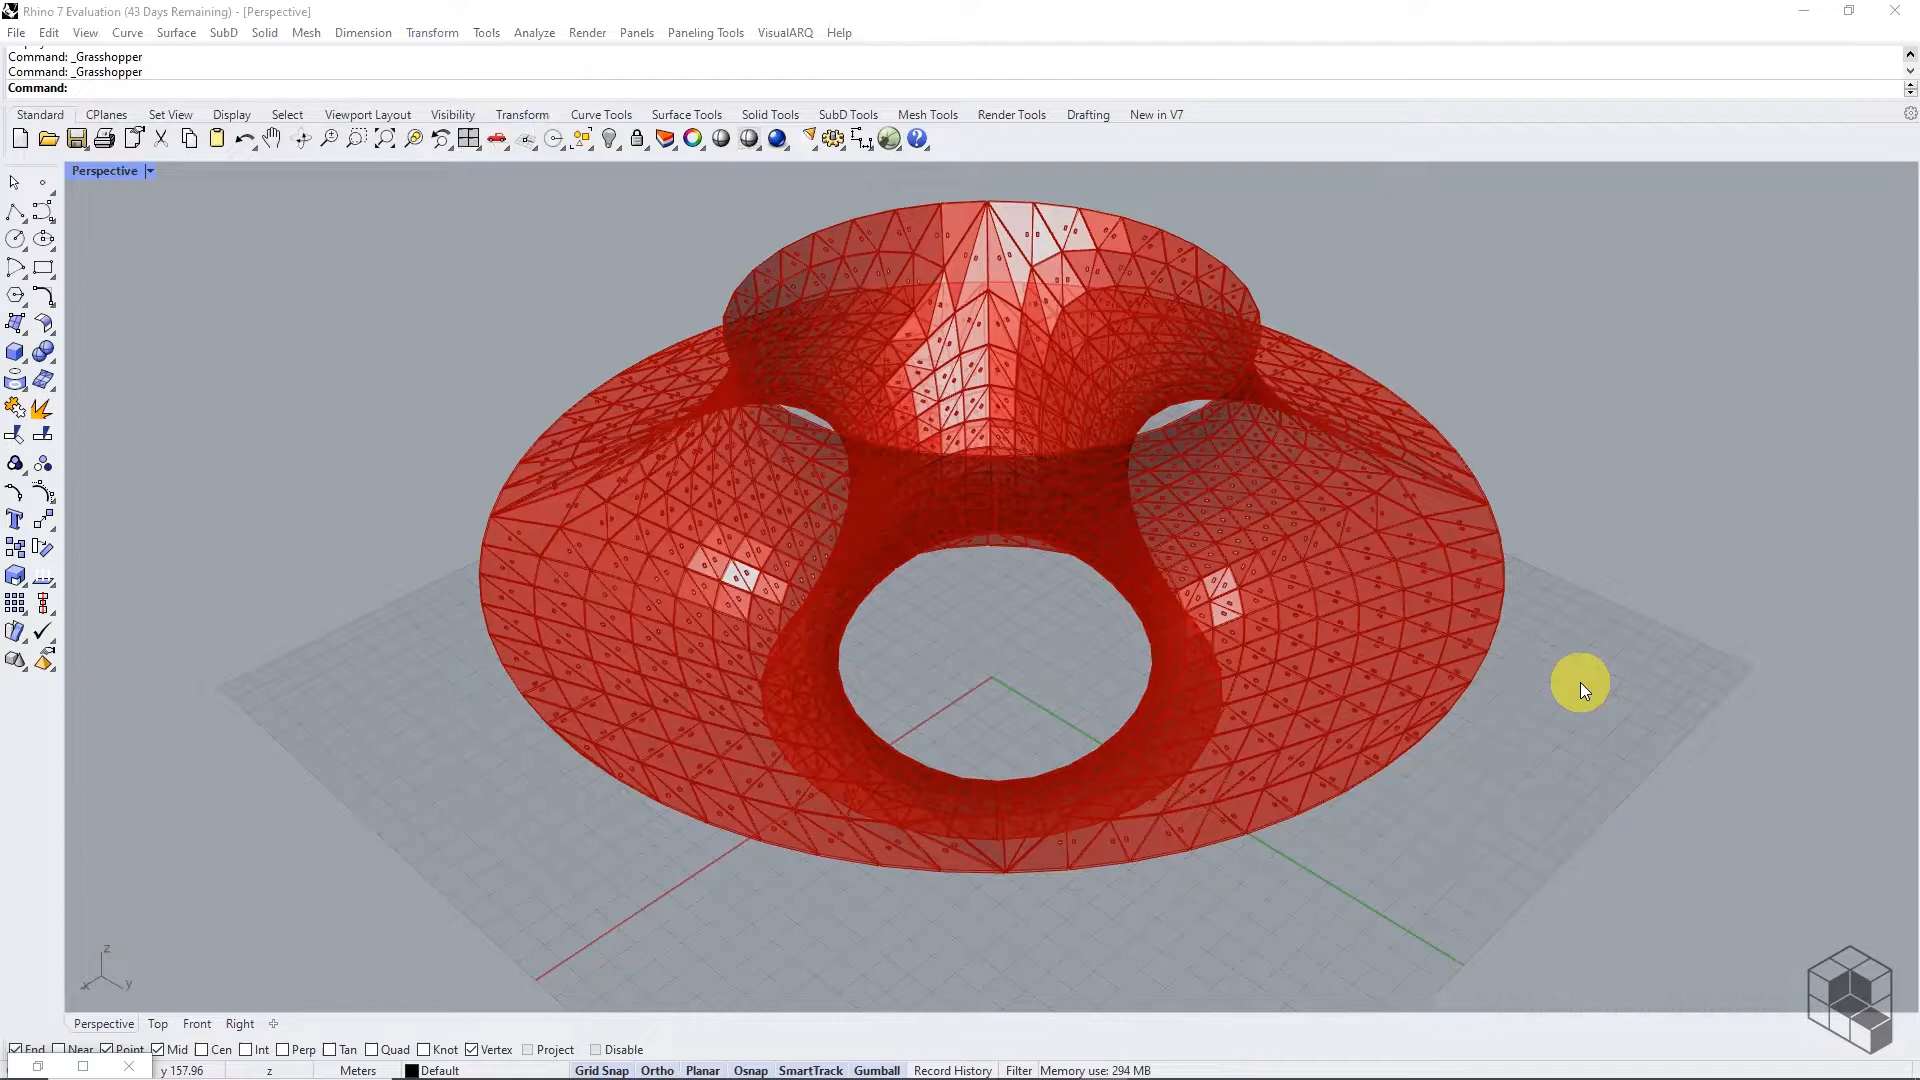 Rhino 7 Evaluation (43 Days Remaining) - [Perspective]
File Edit View Curve Surface SubD Solid Mesh Dimension Transform Tools Analyze Render Panels Paneling Tools VisualARQ Help
Command: _Grasshopper
Command: _Grasshopper
Command:
Standard CPlanes Set View Display Select Viewport Layout Visibility Transform Curve Tools Surface Tools Solid Tools SubD Tools Mesh Tools Render Tools Drafting New in V7
Perspective
z
x y
Perspective Top Front Right
End Near Point Mid Cen Int Perp Tan Quad Knot Vertex Project Disable
y 157.96 z Meters Default Grid Snap Ortho Planar Osnap SmartTrack Gumball Record History Filter Memory use: 294 MB